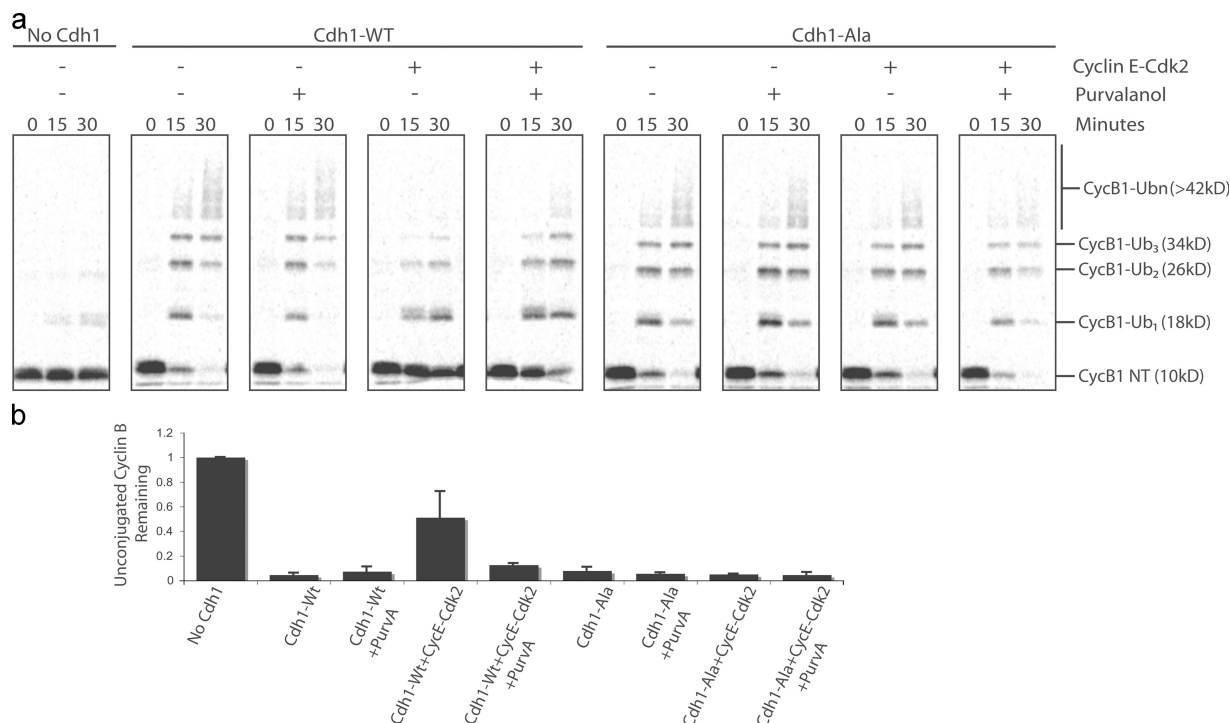 a
No Cdh1 Cdh1-WT Cdh1-Ala
- - - + + - - + + Cyclin E-Cdk2
- - + - + - + - + Purvalanol
0 15 30 0 15 30 0 15 30 0 15 30 0 15 30 0 15 30 0 15 30 0 15 30 0 15 30 Minutes
CycB1-Ubn (>42kD)
CycB1-Ub₃ (34kD)
CycB1-Ub₂ (26kD)
CycB1-Ub₁ (18kD)
CycB1 NT (10kD)
b
Unconjugated Cyclin B
Remaining
1.2
1
0.8
0.6
0.4
0.2
0
No Cdh1
Cdh1-Wt
Cdh1-Wt
+PurvA
Cdh1-Wt+CycE-Cdk2
Cdh1-Wt+CycE-Cdk2
+PurvA
Cdh1-Ala
Cdh1-Ala
+PurvA
Cdh1-Ala+CycE-Cdk2
Cdh1-Ala+CycE-Cdk2
+PurvA